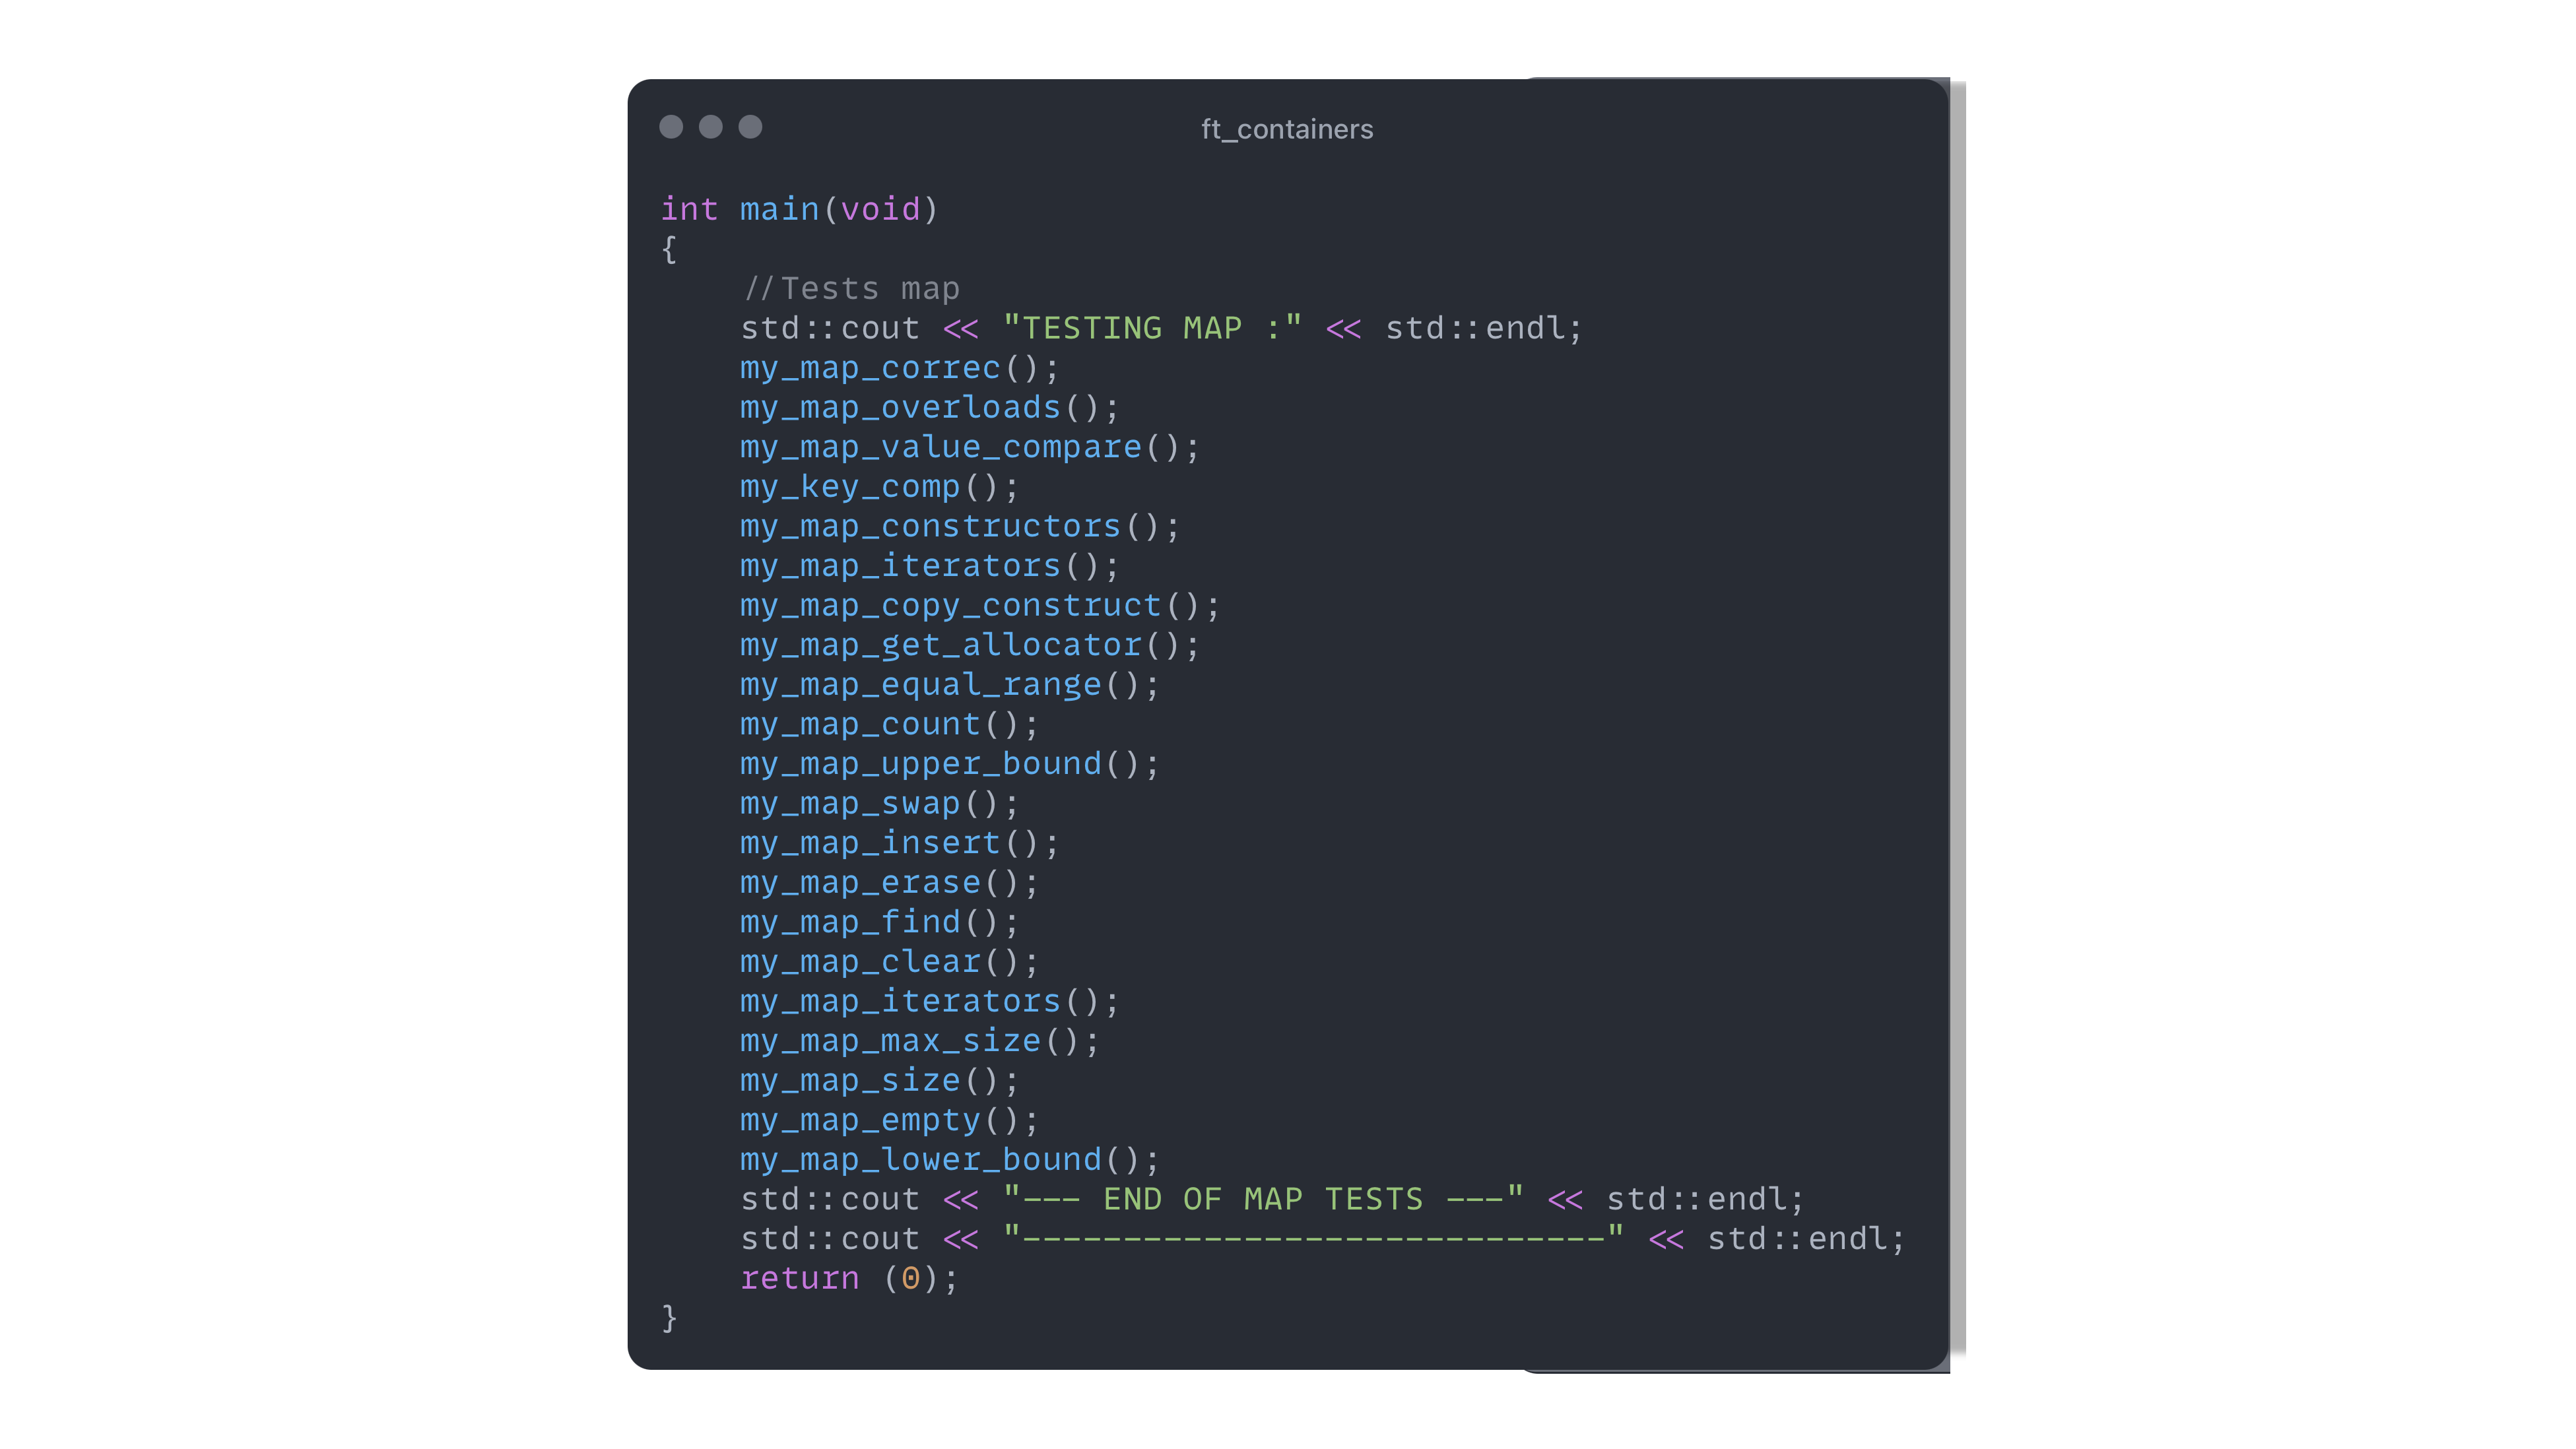 ft_containers
int main(void)
{
    //Tests map
    std::cout << "TESTING MAP :" << std::endl;
    my_map_correc();
    my_map_overloads();
    my_map_value_compare();
    my_key_comp();
    my_map_constructors();
    my_map_iterators();
    my_map_copy_construct();
    my_map_get_allocator();
    my_map_equal_range();
    my_map_count();
    my_map_upper_bound();
    my_map_swap();
    my_map_insert();
    my_map_erase();
    my_map_find();
    my_map_clear();
    my_map_iterators();
    my_map_max_size();
    my_map_size();
    my_map_empty();
    my_map_lower_bound();
    std::cout << "--- END OF MAP TESTS ---" << std::endl;
    std::cout << "-----------------------------" << std::endl;
    return (0);
}